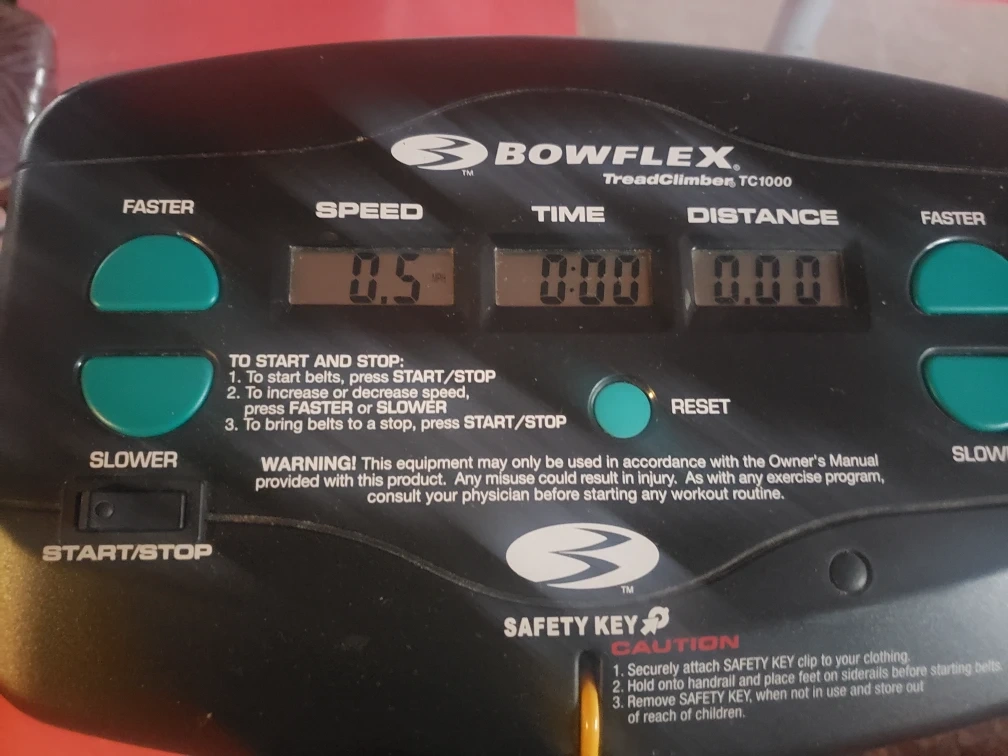 BOWFLEX®
TreadClimber® TC1000
FASTER
SPEED
TIME
DISTANCE
FASTER
0.5 MPH
0:00
0.00
TO START AND STOP:
1. To start belts, press START/STOP
2. To increase or decrease speed,
press FASTER or SLOWER
3. To bring belts to a stop, press START/STOP
RESET
SLOWER
SLOW
WARNING! This equipment may only be used in accordance with the Owner's Manual
provided with this product. Any misuse could result in injury. As with any exercise program,
consult your physician before starting any workout routine.
START/STOP
TM
TM
SAFETY KEY
CAUTION
1. Securely attach SAFETY KEY clip to your clothing.
2. Hold onto handrail and place feet on siderails before starting belts
3. Remove SAFETY KEY, when not in use and store out
of reach of children.